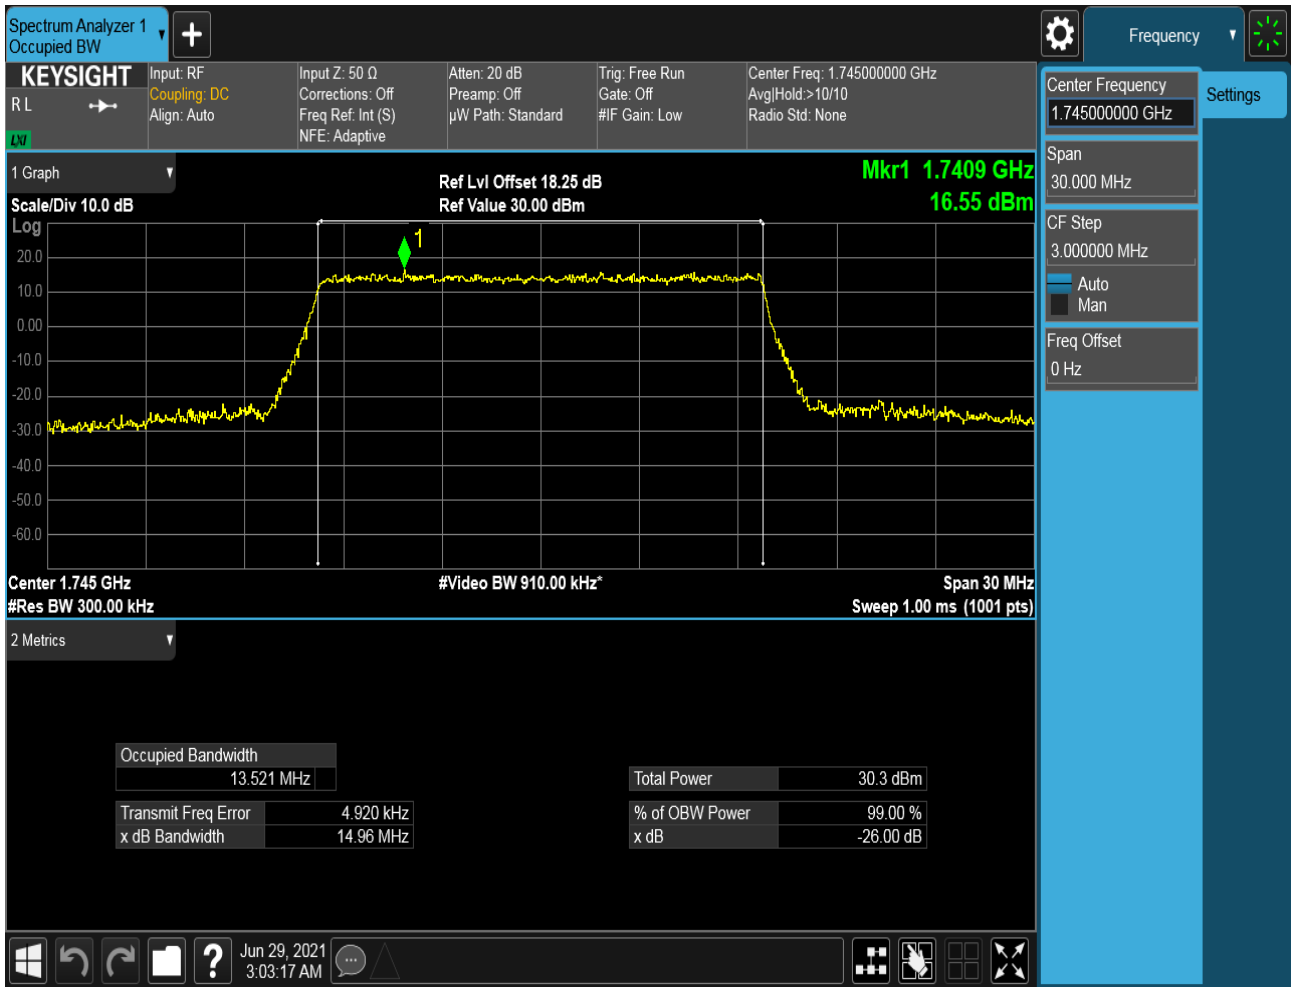 Spectrum Analyzer 1
Occupied BW
Frequency
KEYSIGHT
R L
LXI
Input: RF
Coupling: DC
Align: Auto
Input Z: 50 Ω
Corrections: Off
Freq Ref: Int (S)
NFE: Adaptive
Atten: 20 dB
Preamp: Off
µW Path: Standard
Trig: Free Run
Gate: Off
#IF Gain: Low
Center Freq: 1.745000000 GHz
Avg|Hold:>10/10
Radio Std: None
Center Frequency
1.745000000 GHz
Settings
Span
30.000 MHz
CF Step
3.000000 MHz
Auto
Man
Freq Offset
0 Hz
1 Graph
Scale/Div 10.0 dB
Ref Lvl Offset 18.25 dB
Ref Value 30.00 dBm
Mkr1 1.7409 GHz
16.55 dBm
Log
1
20.0
10.0
0.00
-10.0
-20.0
-30.0
-40.0
-50.0
-60.0
Center 1.745 GHz
#Video BW 910.00 kHz*
Span 30 MHz
#Res BW 300.00 kHz
Sweep 1.00 ms (1001 pts)
2 Metrics
Occupied Bandwidth
13.521 MHz
Total Power 30.3 dBm
Transmit Freq Error 4.920 kHz
% of OBW Power 99.00 %
x dB Bandwidth 14.96 MHz
x dB -26.00 dB
?
Jun 29, 2021
3:03:17 AM